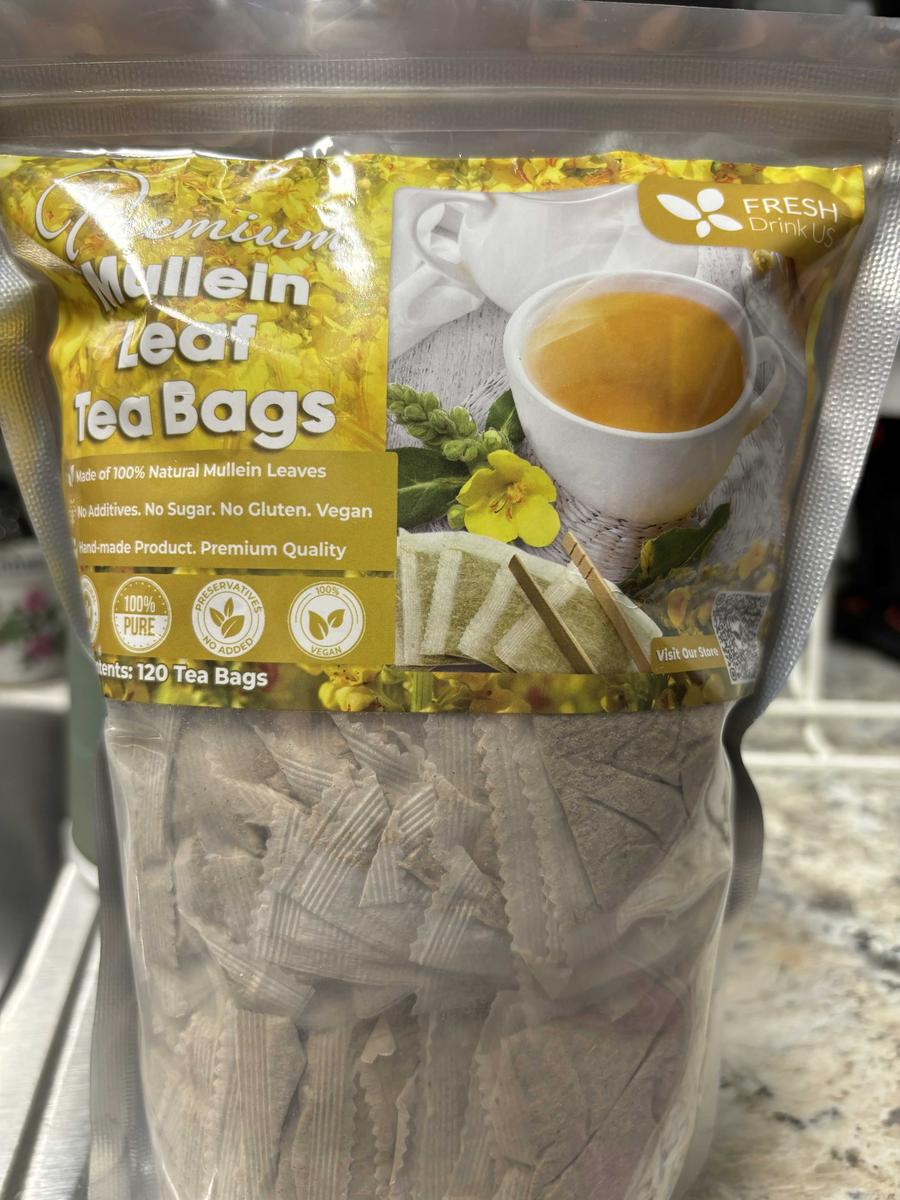 Premium
Mullein
Leaf
Tea Bags
FRESH
Drink US
Made of 100% Natural Mullein Leaves
No Additives. No Sugar. No Gluten. Vegan
Hand-made Product. Premium Quality
100%
PURE
PRESERVATIVES
NO ADDED
100%
VEGAN
Visit Our Store
tents: 120 Tea Bags